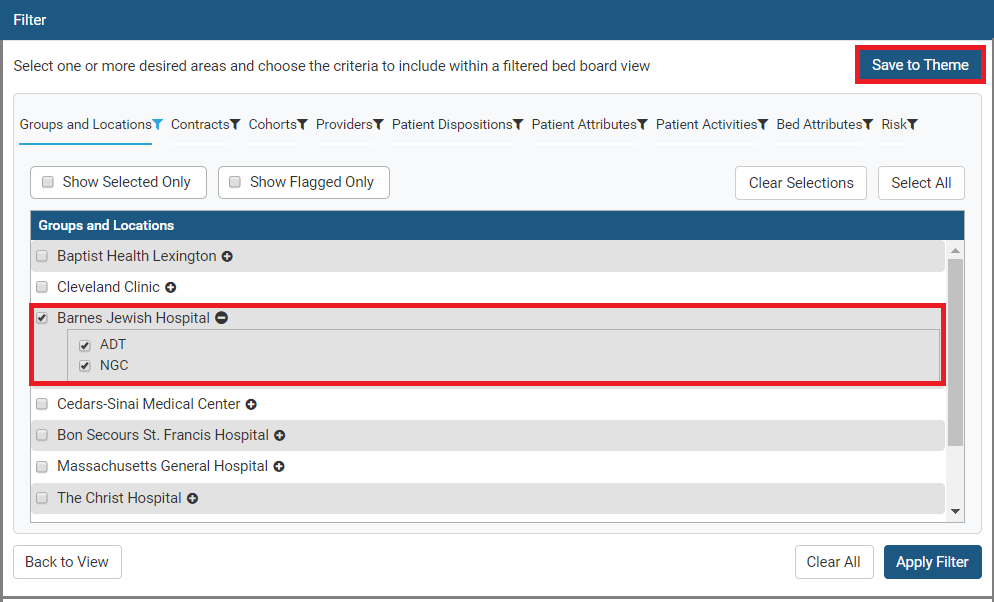 Filter
Select one or more desired areas and choose the criteria to include within a filtered bed board view
Save to Theme
Groups and Locations Contracts Cohorts Providers Patient Dispositions Patient Attributes Patient Activities Bed Attributes Risk
Show Selected Only Show Flagged Only Clear Selections Select All
Groups and Locations
Baptist Health Lexington
Cleveland Clinic
Barnes Jewish Hospital
ADT
NGC
Cedars-Sinai Medical Center
Bon Secours St. Francis Hospital
Massachusetts General Hospital
The Christ Hospital
Back to View Clear All Apply Filter